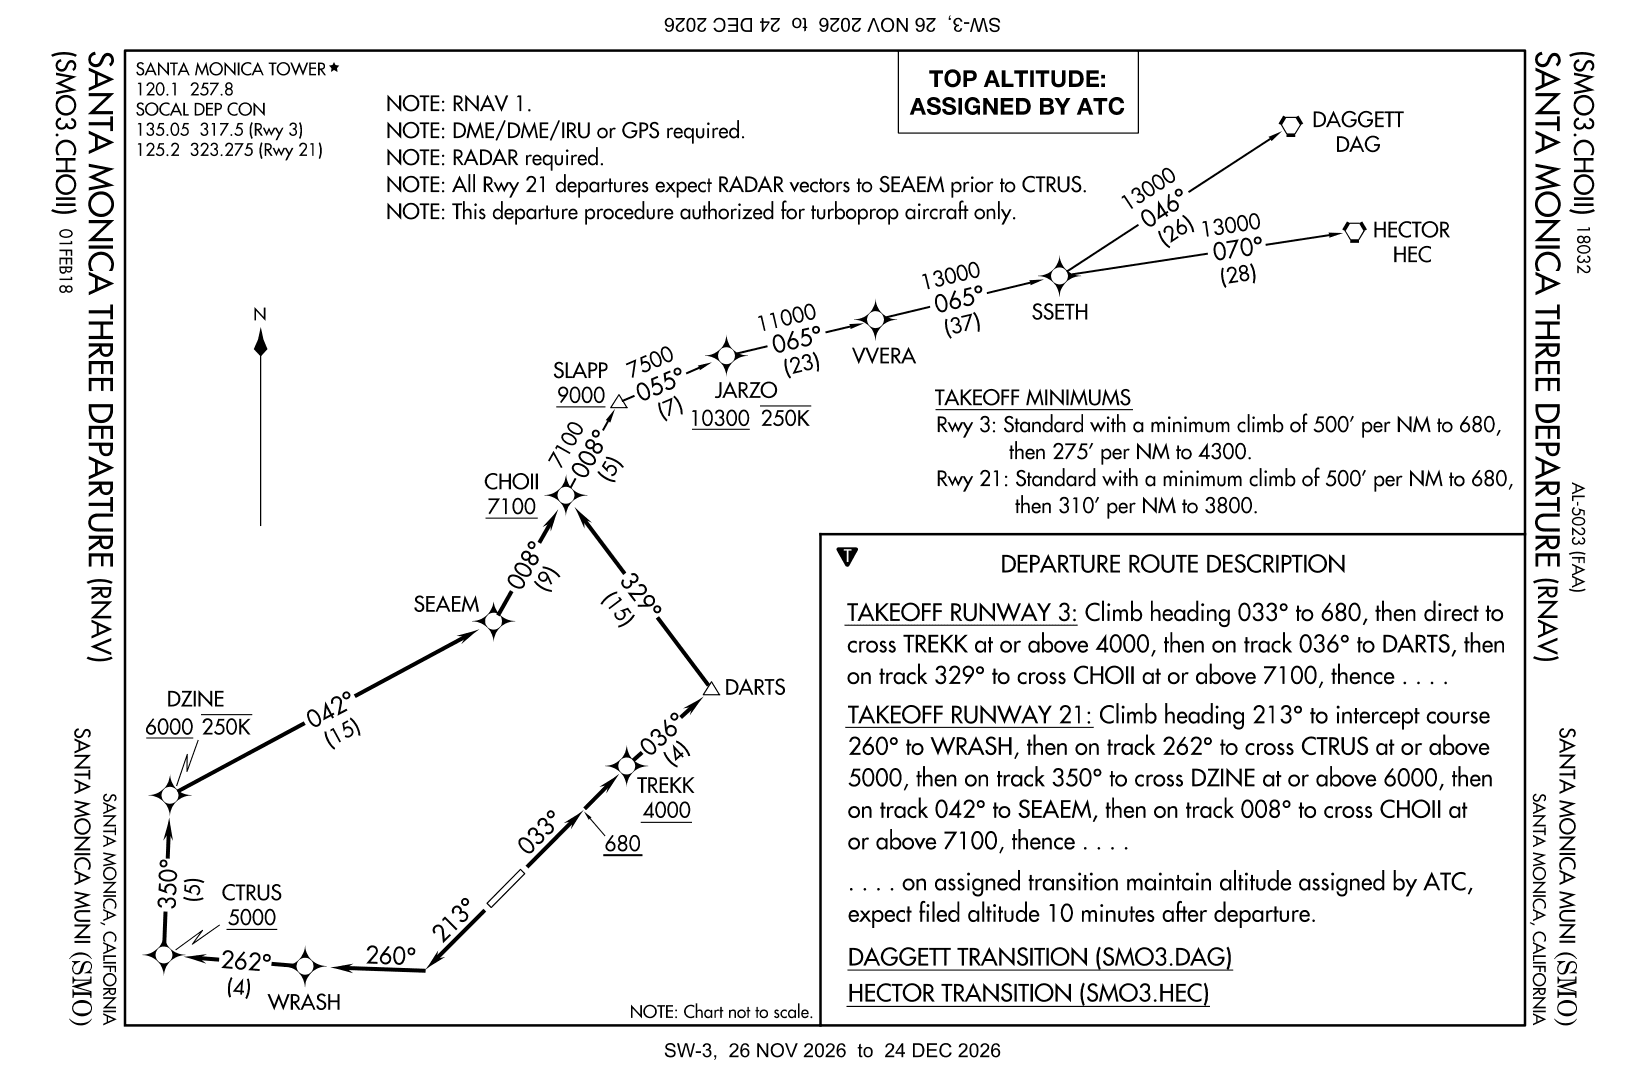 SW-3, 26 NOV 2026 to 24 DEC 2026
(SMO3.CHOII) 01FEB18
SANTA MONICA THREE DEPARTURE (RNAV)
SANTA MONICA MUNI (SMO)
SANTA MONICA, CALIFORNIA
SANTA MONICA TOWER★
120.1 257.8
SOCAL DEP CON
135.05 317.5 (Rwy 3)
125.2 323.275 (Rwy 21)
NOTE: RNAV 1.
NOTE: DME/DME/IRU or GPS required.
NOTE: RADAR required.
NOTE: All Rwy 21 departures expect RADAR vectors to SEAEM prior to CTRUS.
NOTE: This departure procedure authorized for turboprop aircraft only.
TOP ALTITUDE:
ASSIGNED BY ATC
DAGGETT
DAG
13000
046°
(26)
HECTOR
HEC
13000
070°
(28)
SSETH
13000
065°
(37)
VVERA
11000
065°
(23)
JARZO
10300 250K
7500
055°
(7)
SLAPP
9000
7100
008°
(5)
CHOII
7100
N
008°
(9)
SEAEM
329°
(15)
DARTS
042°
(15)
DZINE
6000 250K
036°
(4)
TREKK
4000
680
033°
213°
350°
(5)
CTRUS
5000
262°
(4)
WRASH
260°
TAKEOFF MINIMUMS
Rwy 3: Standard with a minimum climb of 500′ per NM to 680,
then 275′ per NM to 4300.
Rwy 21: Standard with a minimum climb of 500′ per NM to 680,
then 310′ per NM to 3800.
T
DEPARTURE ROUTE DESCRIPTION
TAKEOFF RUNWAY 3: Climb heading 033° to 680, then direct to
cross TREKK at or above 4000, then on track 036° to DARTS, then
on track 329° to cross CHOII at or above 7100, thence . . . .
TAKEOFF RUNWAY 21: Climb heading 213° to intercept course
260° to WRASH, then on track 262° to cross CTRUS at or above
5000, then on track 350° to cross DZINE at or above 6000, then
on track 042° to SEAEM, then on track 008° to cross CHOII at
or above 7100, thence . . . .
. . . . on assigned transition maintain altitude assigned by ATC,
expect filed altitude 10 minutes after departure.
DAGGETT TRANSITION (SMO3.DAG)
HECTOR TRANSITION (SMO3.HEC)
NOTE: Chart not to scale.
(SMO3.CHOII) 18032
SANTA MONICA THREE DEPARTURE (RNAV)
AL-5023 (FAA)
SANTA MONICA MUNI (SMO)
SANTA MONICA, CALIFORNIA
SW-3, 26 NOV 2026 to 24 DEC 2026